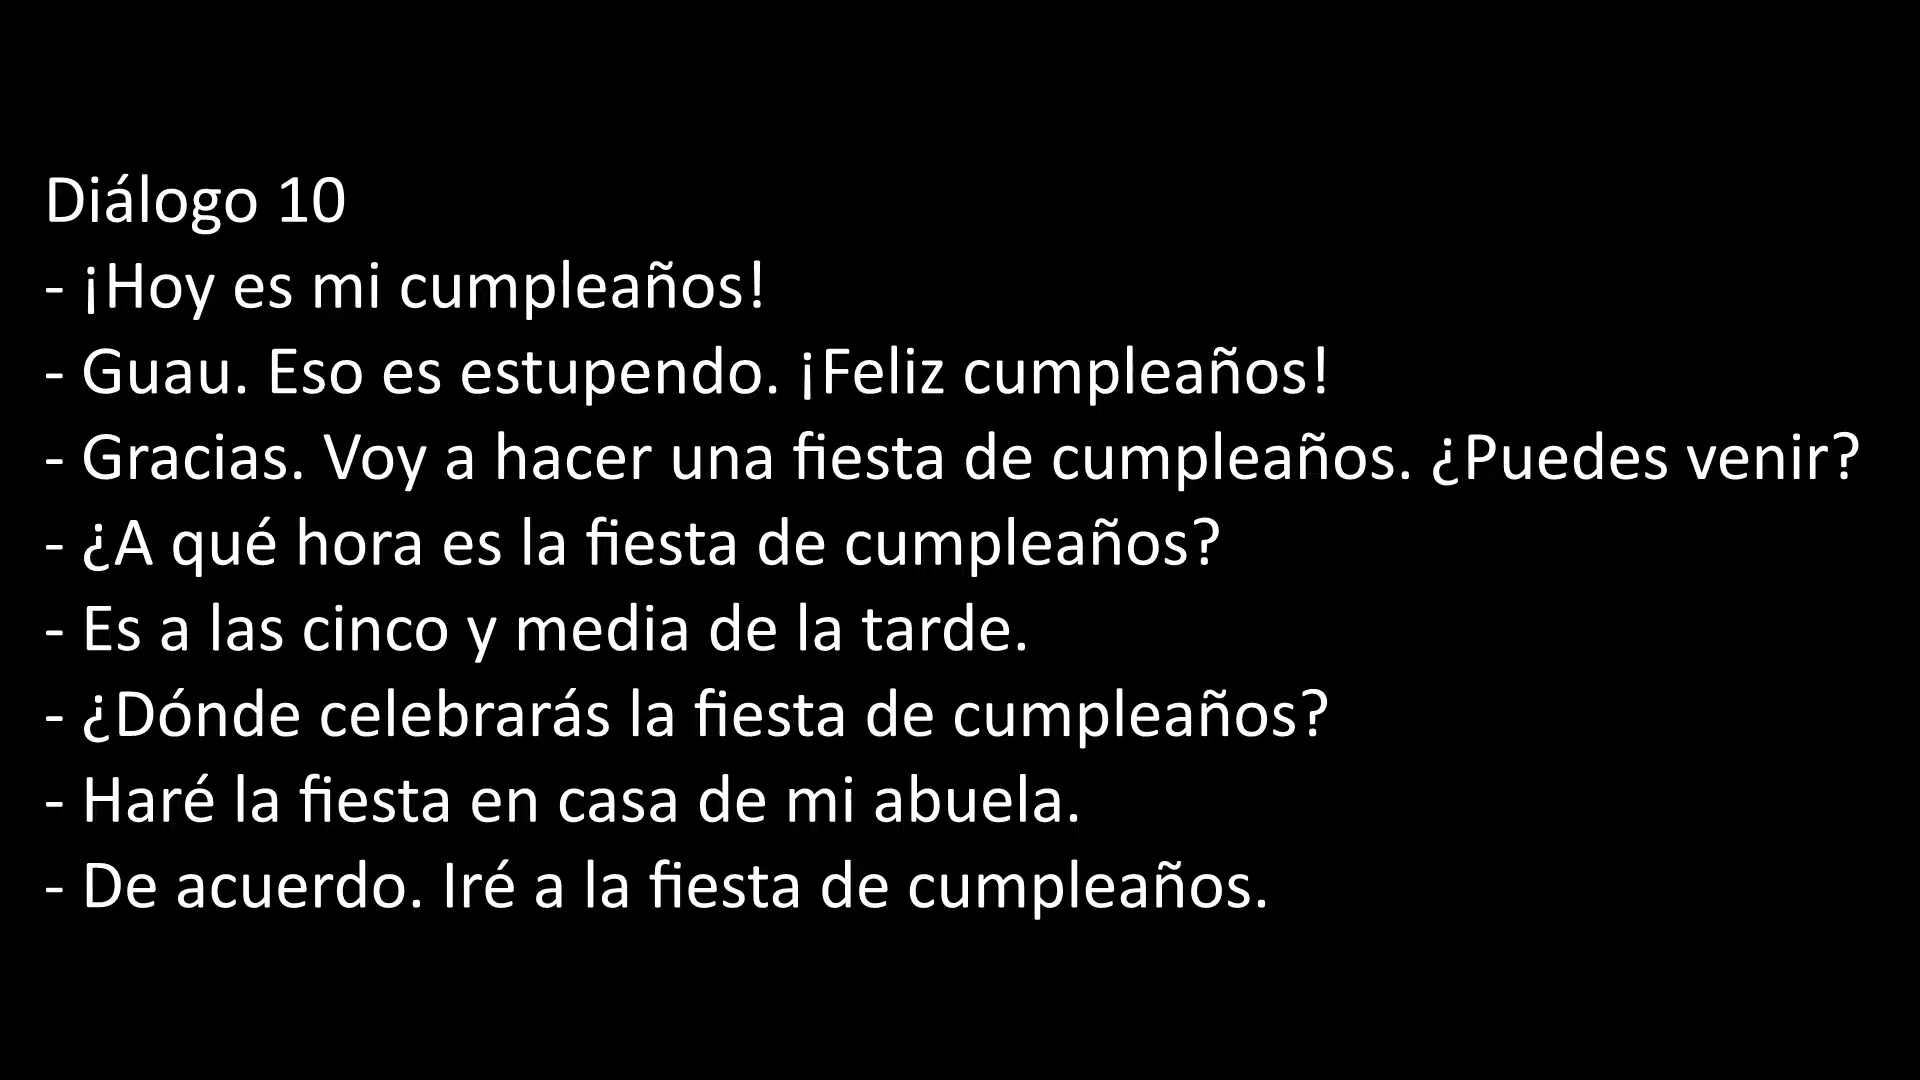 Diálogo 10
- ¡Hoy es mi cumpleaños!
- Guau. Eso es estupendo. ¡Feliz cumpleaños!
- Gracias. Voy a hacer una fiesta de cumpleaños. ¿Puedes venir?
- ¿A qué hora es la fiesta de cumpleaños?
- Es a las cinco y media de la tarde.
- ¿Dónde celebrarás la fiesta de cumpleaños?
- Haré la fiesta en casa de mi abuela.
- De acuerdo. Iré a la fiesta de cumpleaños.